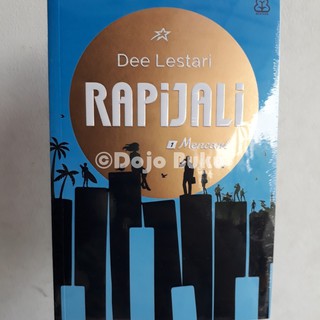 Dee Lestari
RAPiJALi
©Dojo Buku
1 Mencari